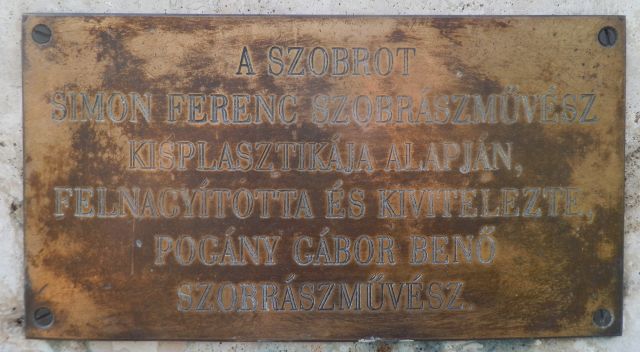 A SZOBROT
SIMON FERENC SZOBRÁSZMŰVÉSZ
KISPLASZTIKÁJA ALAPJÁN,
FELNAGYÍTOTTA ÉS KIVITELEZTE,
POGÁNY GÁBOR BENŐ
SZOBRÁSZMŰVÉSZ.